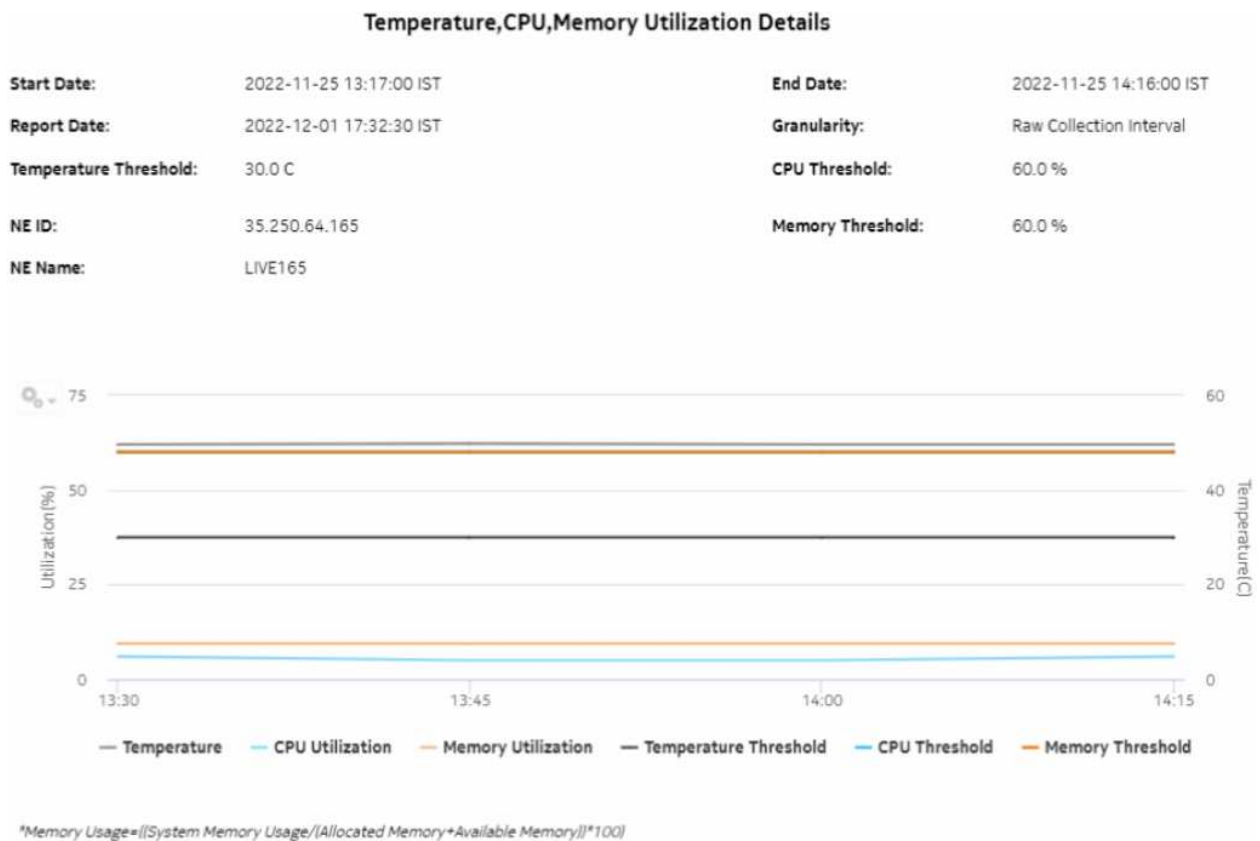 Temperature,CPU,Memory Utilization Details
Start Date: 2022-11-25 13:17:00 IST End Date: 2022-11-25 14:16:00 IST
Report Date: 2022-12-01 17:32:30 IST Granularity: Raw Collection Interval
Temperature Threshold: 30.0 C CPU Threshold: 60.0 %
NE ID: 35.250.64.165 Memory Threshold: 60.0 %
NE Name: LIVE165
75 60
Utilization(%) 50 40 Temperature(C)
25 20
0 0
13:30 13:45 14:00 14:15
Temperature CPU Utilization Memory Utilization Temperature Threshold CPU Threshold Memory Threshold
*Memory Usage=((System Memory Usage/(Allocated Memory+Available Memory))*100)